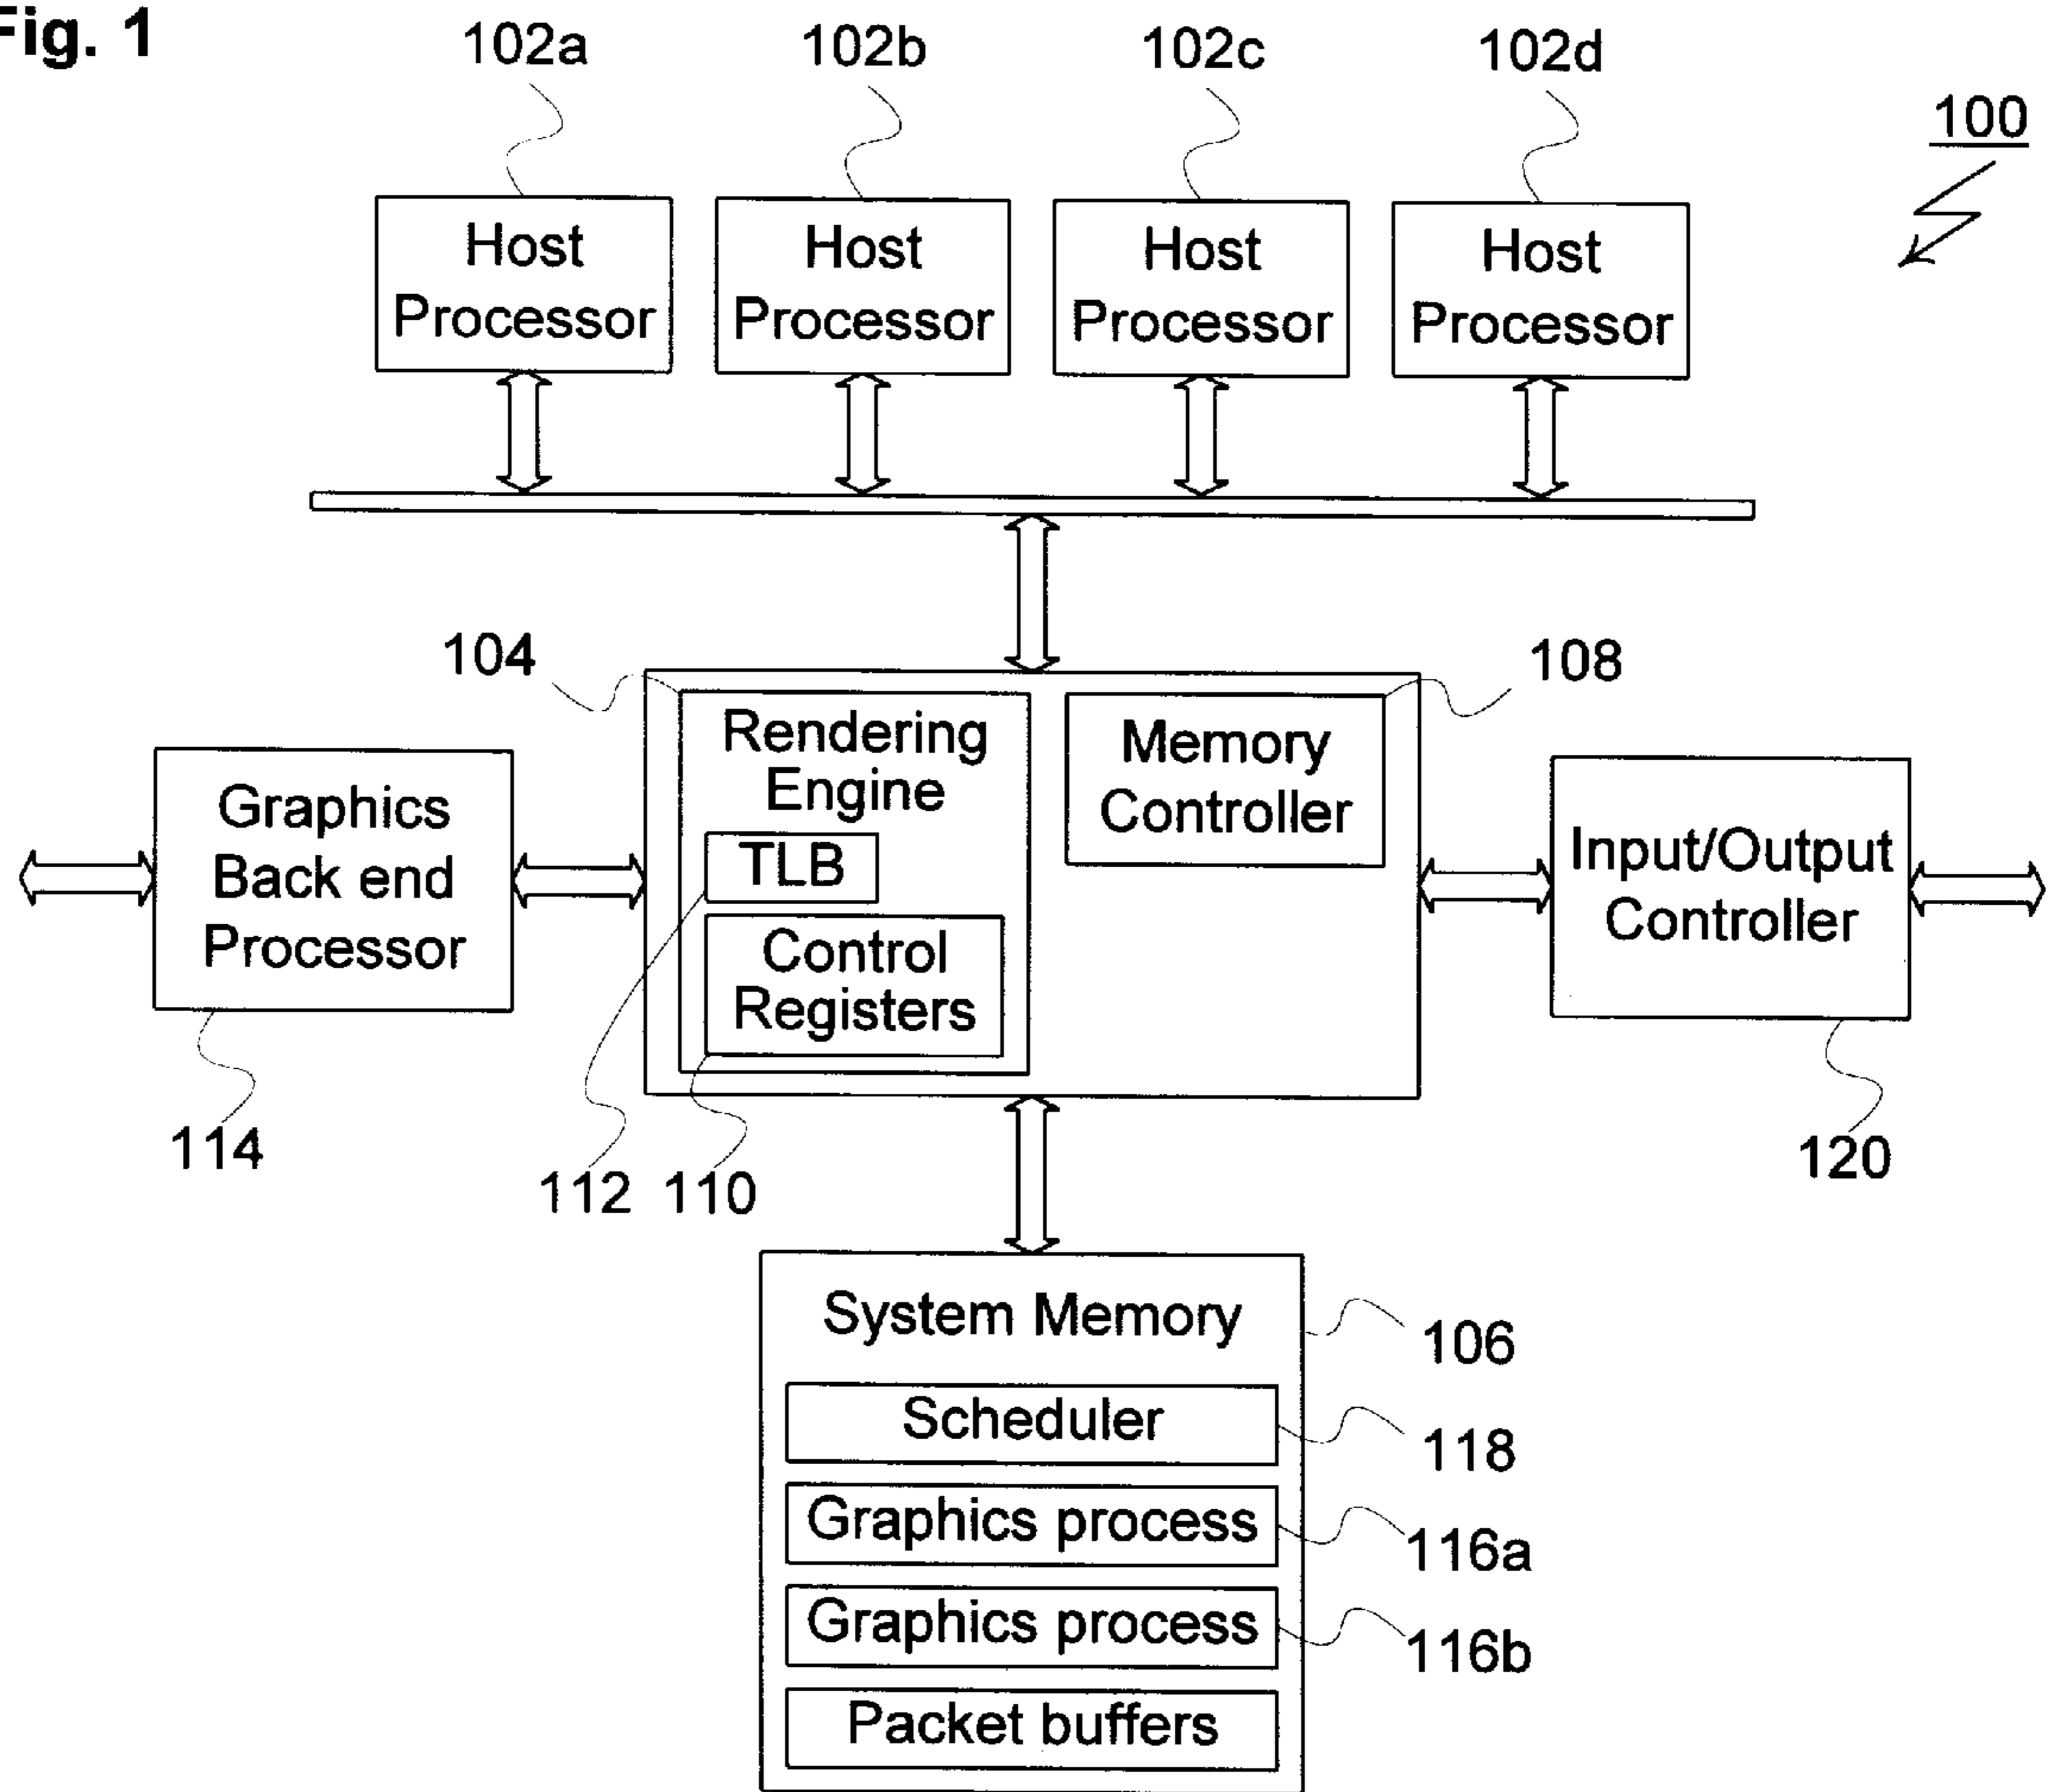 Fig. 1
102a
102b
102c
102d
100
Host
Processor
Host
Processor
Host
Processor
Host
Processor
104
108
Rendering
Engine
TLB
Control
Registers
Memory
Controller
Graphics
Back end
Processor
Input/Output
Controller
114
112
110
120
System Memory
106
Scheduler
118
Graphics process
116a
Graphics process
116b
Packet buffers